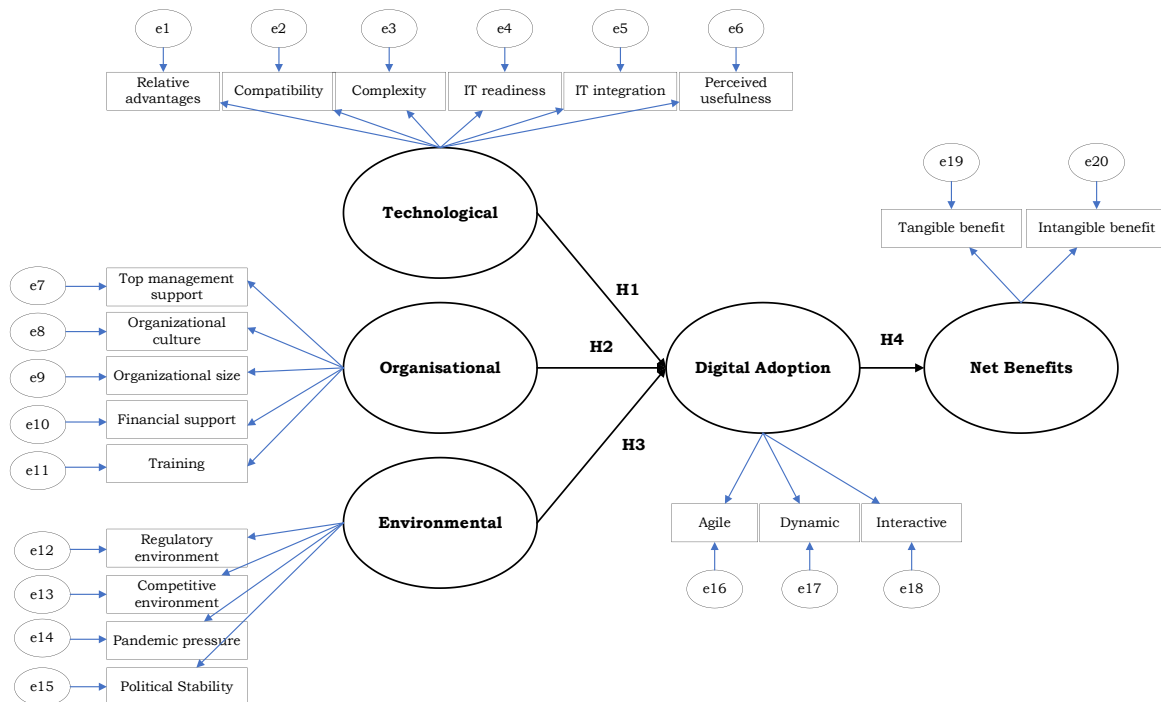 e1
e2
e3
e4
e5
e6
Relative
advantages
Compatibility
Complexity
IT readiness
IT integration
Perceived
usefulness
e19
e20
Tangible benefit
Intangible benefit
Technological
e7
Top management
support
e8
Organizational
culture
e9
Organizational size
e10
Financial support
e11
Training
Organisational
H1
H2
H3
Digital Adoption
H4
Net Benefits
Environmental
e12
Regulatory
environment
e13
Competitive
environment
e14
Pandemic pressure
e15
Political Stability
Agile
Dynamic
Interactive
e16
e17
e18